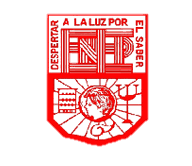 DESPERTAR A LA LUZ POR EL SABER
ENP